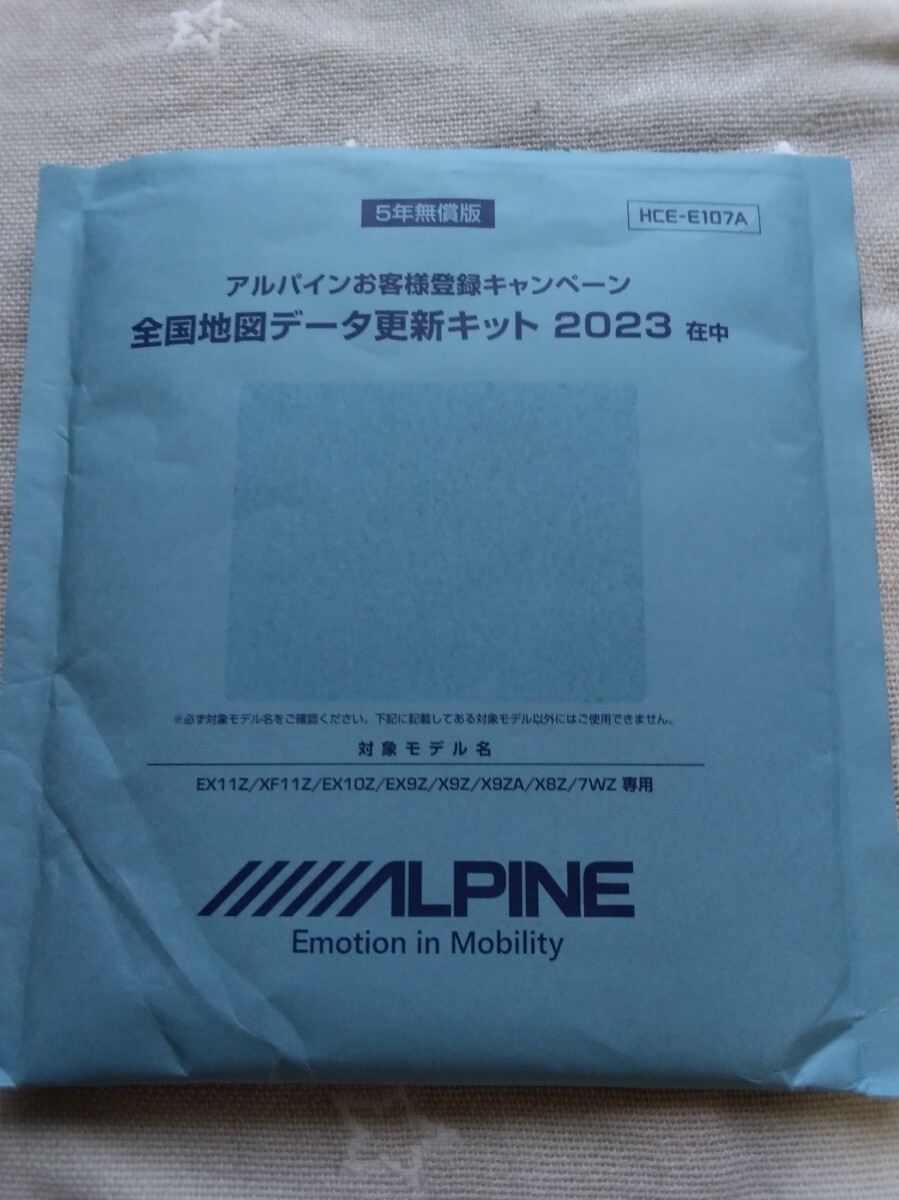 5年無償版
HCE-E107A
アルパインお客様登録キャンペーン
全国地図データ更新キット 2023 在中
※必ず対象モデル名をご確認ください。下記に記載してある対象モデル以外にはご使用できません。
対象モデル名
EX11Z/XF11Z/EX10Z/EX9Z/X9Z/X9ZA/X8Z/7WZ 専用
ALPINE
Emotion in Mobility